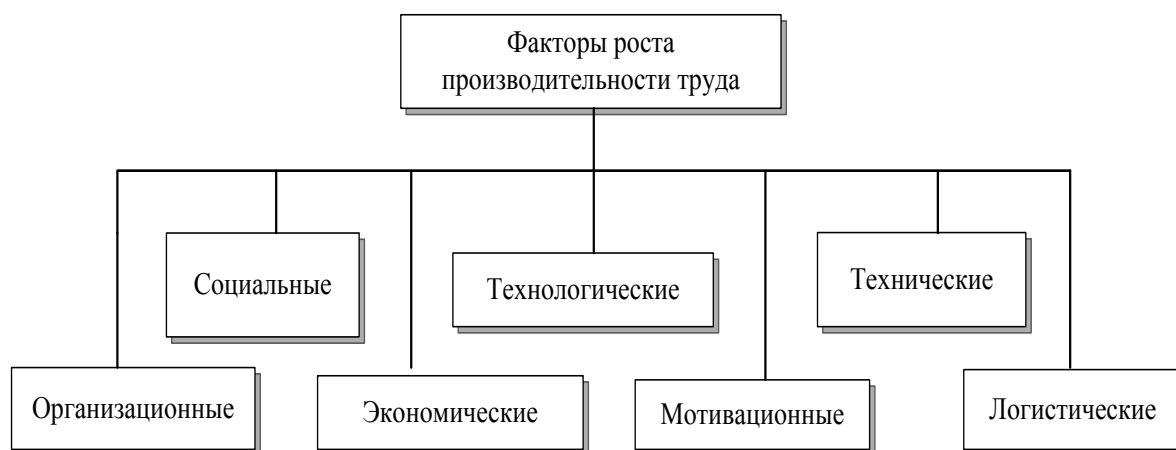 Факторы роста
производительности труда
Социальные
Технологические
Технические
Организационные
Экономические
Мотивационные
Логистические